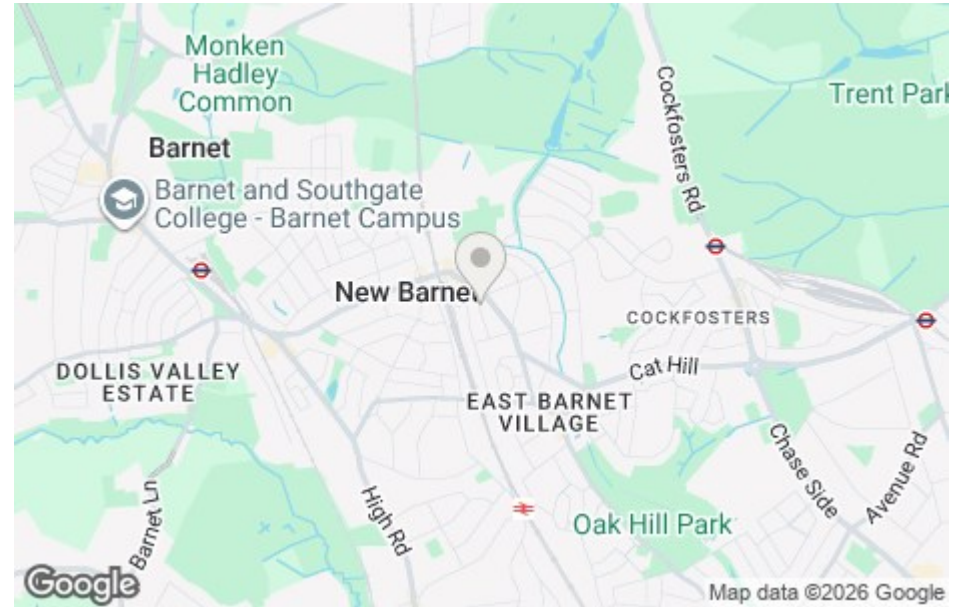 Monken
Hadley
Common
Cockfosters Rd
Trent Park
Barnet
Barnet and Southgate
College - Barnet Campus
New Barnet
COCKFOSTERS
DOLLIS VALLEY
ESTATE
Cat Hill
EAST BARNET
VILLAGE
Chase Side
Avenue Rd
Barnet Ln
High Rd
Oak Hill Park
Google
Map data ©2026 Google